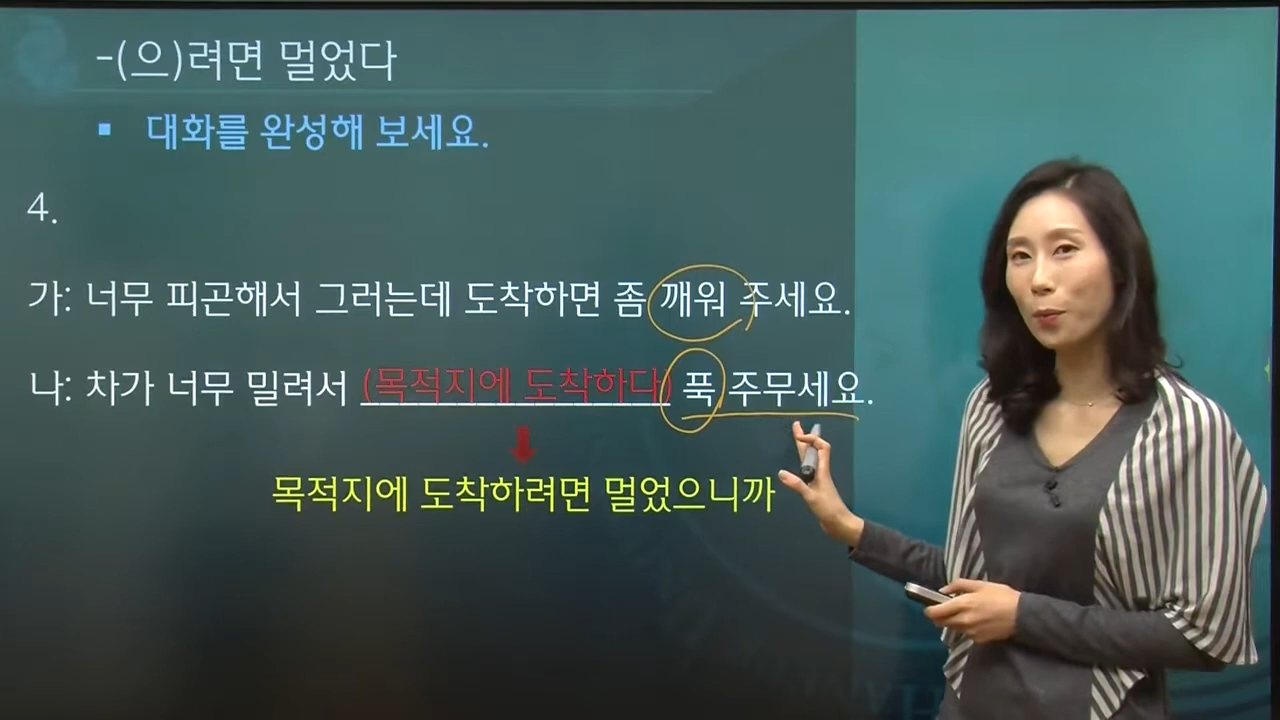 -(으)려면 멀었다
▪ 대화를 완성해 보세요.
4.
가: 너무 피곤해서 그러는데 도착하면 좀 깨워 주세요.
나: 차가 너무 밀려서 (목적지에 도착하다) 푹 주무세요.
목적지에 도착하려면 멀었으니까